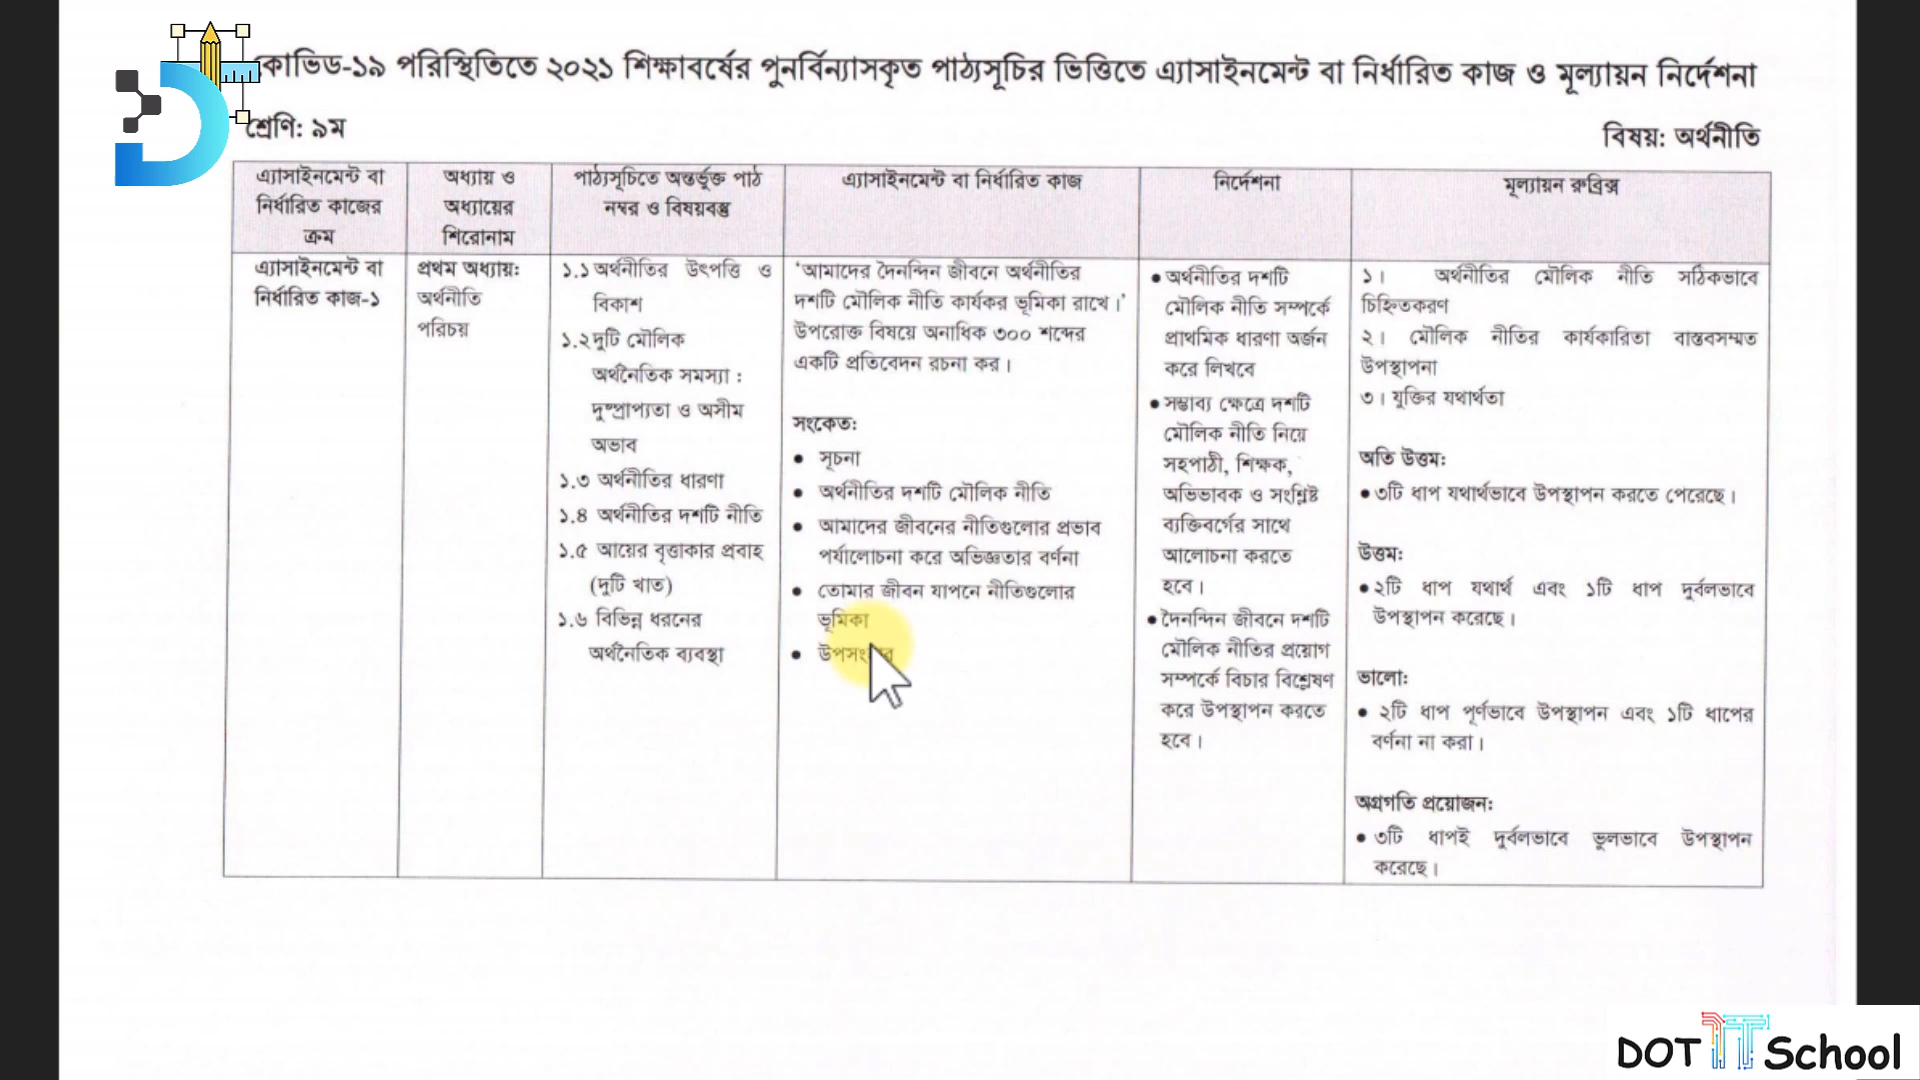 কোভিড-১৯ পরিস্থিতিতে ২০২১ শিক্ষাবর্ষের পুনর্বিন্যাসকৃত পাঠ্যসূচির ভিত্তিতে এ্যাসাইনমেন্ট বা নির্ধারিত কাজ ও মূল্যায়ন নির্দেশনা
শ্রেণি: ৯ম
বিষয়: অর্থনীতি
এ্যাসাইনমেন্ট বা
নির্ধারিত কাজের
ক্রম
অধ্যায় ও
অধ্যায়ের
শিরোনাম
পাঠ্যসূচিতে অন্তর্ভুক্ত পাঠ
নম্বর ও বিষয়বস্তু
এ্যাসাইনমেন্ট বা নির্ধারিত কাজ
নির্দেশনা
মূল্যায়ন রুব্রিক্স
এ্যাসাইনমেন্ট বা
নির্ধারিত কাজ-১
প্রথম অধ্যায়:
অর্থনীতি
পরিচয়
১.১ অর্থনীতির উৎপত্তি ও
বিকাশ
১.২ দুটি মৌলিক
অর্থনৈতিক সমস্যা :
দুষ্প্রাপ্যতা ও অসীম
অভাব
১.৩ অর্থনীতির ধারণা
১.৪ অর্থনীতির দশটি নীতি
১.৫ আয়ের বৃত্তাকার প্রবাহ
(দুটি খাত)
১.৬ বিভিন্ন ধরনের
অর্থনৈতিক ব্যবস্থা
‘আমাদের দৈনন্দিন জীবনে অর্থনীতির
দশটি মৌলিক নীতি কার্যকর ভূমিকা রাখে।’
উপরোক্ত বিষয়ে অনাধিক ৩০০ শব্দের
একটি প্রতিবেদন রচনা কর।
সংকেত:
• সূচনা
• অর্থনীতির দশটি মৌলিক নীতি
• আমাদের জীবনের নীতিগুলোর প্রভাব
পর্যালোচনা করে অভিজ্ঞতার বর্ণনা
• তোমার জীবন যাপনে নীতিগুলোর
ভূমিকা
• উপসংহার
• অর্থনীতির দশটি
মৌলিক নীতি সম্পর্কে
প্রাথমিক ধারণা অর্জন
করে লিখবে
• সম্ভাব্য ক্ষেত্রে দশটি
মৌলিক নীতি নিয়ে
সহপাঠী, শিক্ষক,
অভিভাবক ও সংশ্লিষ্ট
ব্যক্তিবর্গের সাথে
আলোচনা করতে
হবে।
• দৈনন্দিন জীবনে দশটি
মৌলিক নীতির প্রয়োগ
সম্পর্কে বিচার বিশ্লেষণ
করে উপস্থাপন করতে
হবে।
১। অর্থনীতির মৌলিক নীতি সঠিকভাবে
চিহ্নিতকরণ
২। মৌলিক নীতির কার্যকারিতা বাস্তবসম্মত
উপস্থাপনা
৩। যুক্তির যথার্থতা
অতি উত্তম:
• ৩টি ধাপ যথার্থভাবে উপস্থাপন করতে পেরেছে।
উত্তম:
• ২টি ধাপ যথার্থ এবং ১টি ধাপ দুর্বলভাবে
উপস্থাপন করেছে।
ভালো:
• ২টি ধাপ পূর্ণভাবে উপস্থাপন এবং ১টি ধাপের
বর্ণনা না করা।
অগ্রগতি প্রয়োজন:
• ৩টি ধাপই দুর্বলভাবে ভুলভাবে উপস্থাপন
করেছে।
DOT IT School